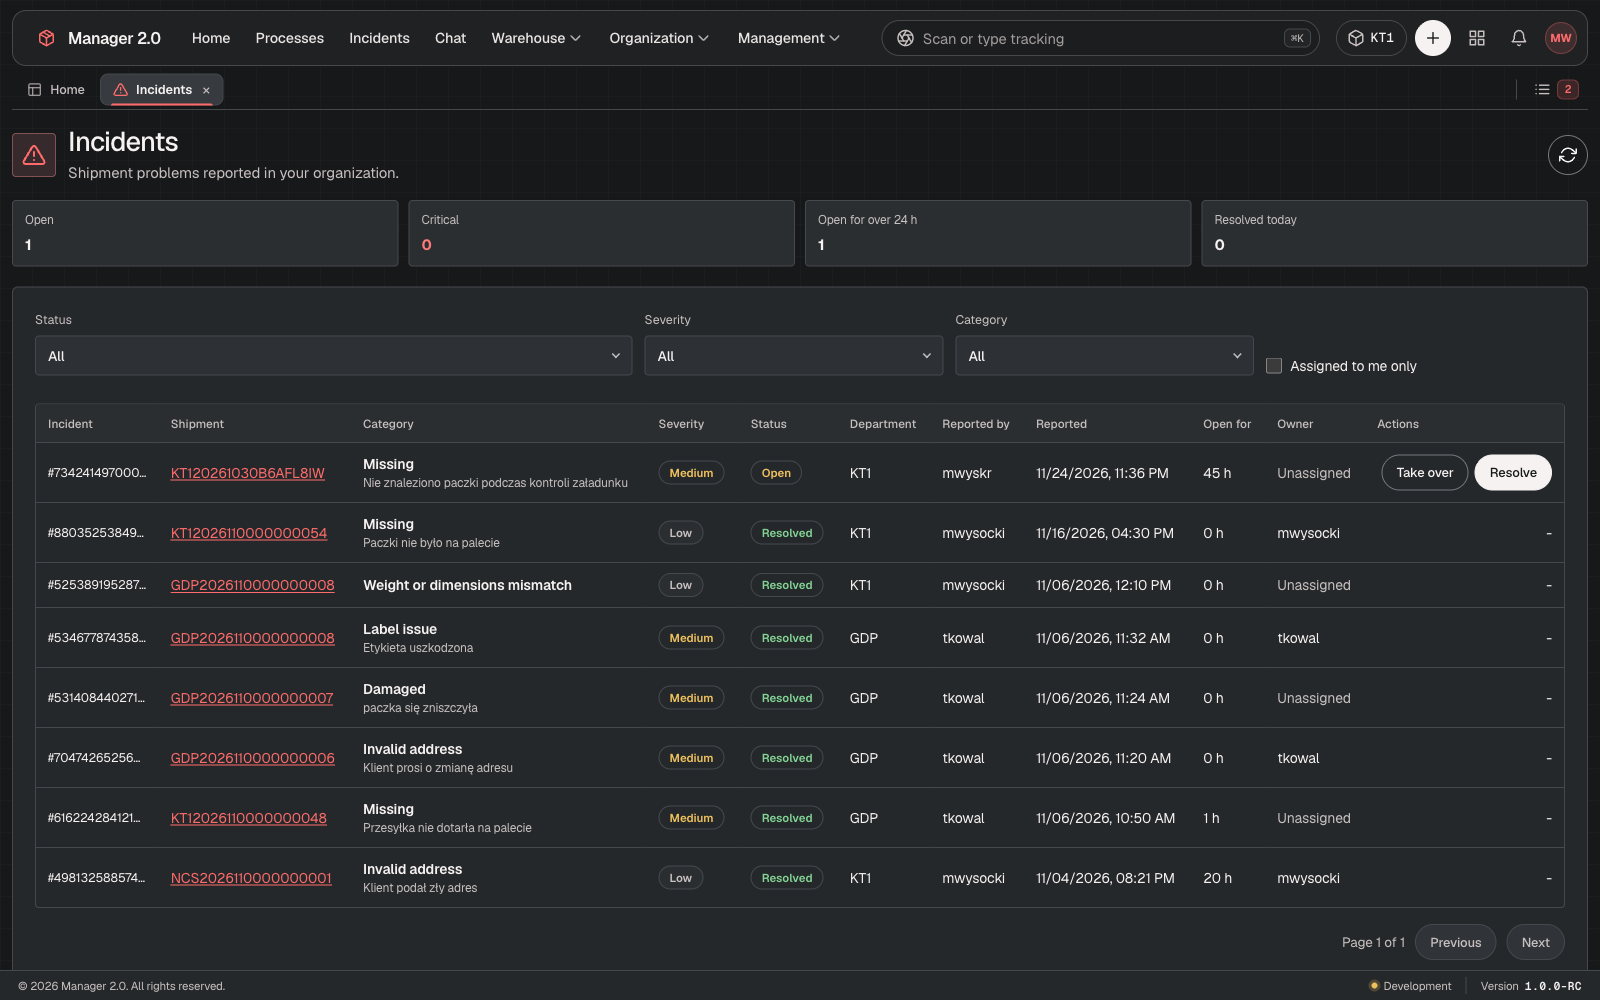 Manager 2.0 Home Processes Incidents Chat Warehouse Organization Management Scan or type tracking ⌘K KT1 MW
Home Incidents × 2
Incidents
Shipment problems reported in your organization.
Open Critical Open for over 24 h Resolved today
1 0 1 0
Status Severity Category
All All All Assigned to me only
Incident Shipment Category Severity Status Department Reported by Reported Open for Owner Actions
#734241497000... KT120261030B6AFL8IW Missing Medium Open KT1 mwyskr 11/24/2026, 11:36 PM 45 h Unassigned Take over Resolve
Nie znaleziono paczki podczas kontroli załadunku
#88035253849... KT12026110000000054 Missing Low Resolved KT1 mwysocki 11/16/2026, 04:30 PM 0 h mwysocki -
Paczki nie było na palecie
#525389195287... GDP2026110000000008 Weight or dimensions mismatch Low Resolved KT1 mwysocki 11/06/2026, 12:10 PM 0 h Unassigned -
#534677874358... GDP2026110000000008 Label issue Medium Resolved GDP tkowal 11/06/2026, 11:32 AM 0 h tkowal -
Etykieta uszkodzona
#531408440271... GDP2026110000000007 Damaged Medium Resolved GDP tkowal 11/06/2026, 11:24 AM 0 h Unassigned -
paczka się zniszczyła
#70474265256... GDP2026110000000006 Invalid address Medium Resolved GDP tkowal 11/06/2026, 11:20 AM 0 h tkowal -
Klient prosi o zmianę adresu
#616224284121... KT12026110000000048 Missing Medium Resolved GDP tkowal 11/06/2026, 10:50 AM 1 h Unassigned -
Przesyłka nie dotarła na palecie
#498132588574... NCS2026110000000001 Invalid address Low Resolved KT1 mwysocki 11/04/2026, 08:21 PM 20 h mwysocki -
Klient podał zły adres
Page 1 of 1 Previous Next
© 2026 Manager 2.0. All rights reserved. Development Version 1.0.0-RC